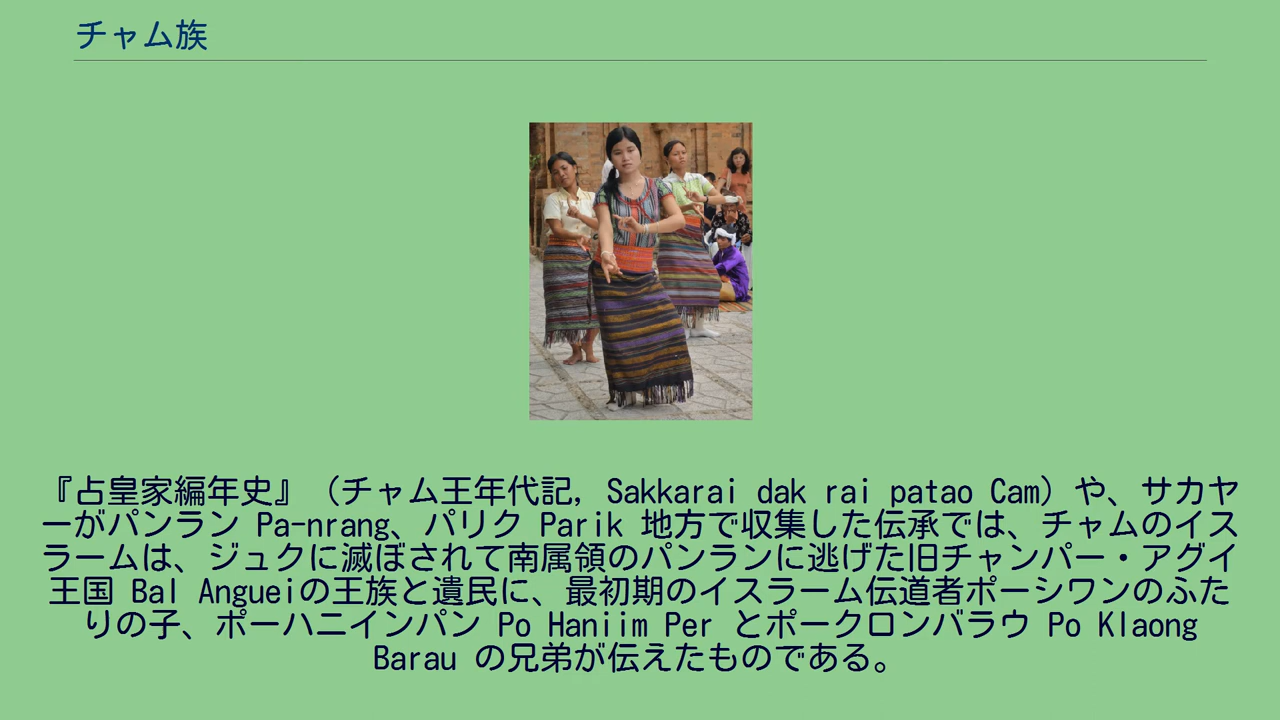 チャム族
『占皇家編年史』（チャム王年代記, Sakkarai dak rai patao Cam）や、サカヤ
ーがパンラン Pa-nrang、パリク Parik 地方で収集した伝承では、チャムのイス
ラームは、ジュクに滅ぼされて南属領のパンランに逃げた旧チャンパー・アグイ
王国 Bal Angueiの王族と遺民に、最初期のイスラーム伝道者ポーシワンのふた
りの子、ポーハニインパン Po Haniim Per とポークロンバラウ Po Klaong
Barau の兄弟が伝えたものである。